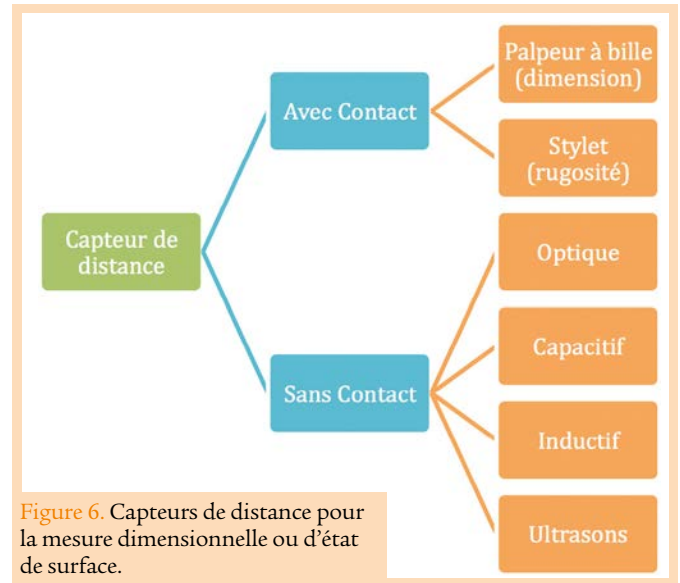 Capteur de
distance
Avec Contact
Palpeur à bille
(dimension)
Stylet
(rugosité)
Sans Contact
Optique
Capacitif
Inductif
Ultrasons
Figure 6. Capteurs de distance pour
la mesure dimensionnelle ou d’état
de surface.